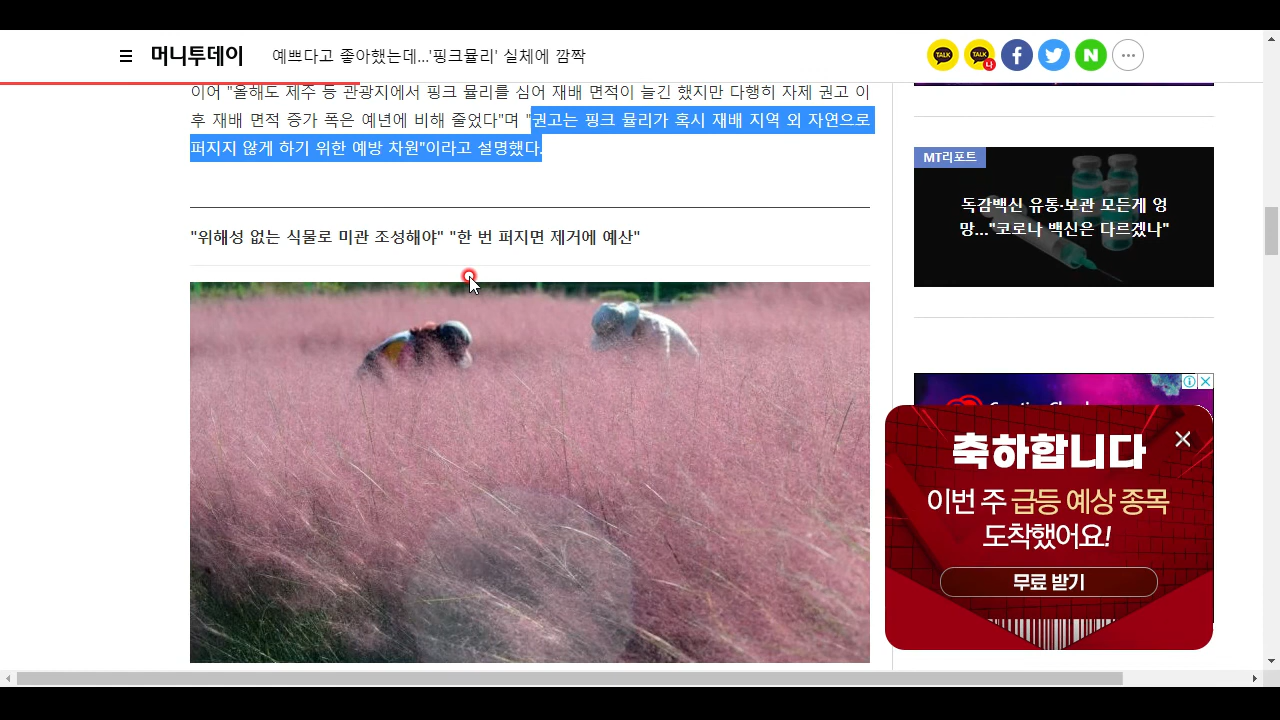 머니투데이
예쁘다고 좋아했는데...'핑크뮬리' 실체에 깜짝
TALK
TALK
나
이어 "올해도 제주 등 관광지에서 핑크 뮬리를 심어 재배 면적이 늘긴 했지만 다행히 자제 권고 이
후 재배 면적 증가 폭은 예년에 비해 줄었다"며 "권고는 핑크 뮬리가 혹시 재배 지역 외 자연으로
퍼지지 않게 하기 위한 예방 차원"이라고 설명했다.
"위해성 없는 식물로 미관 조성해야" "한 번 퍼지면 제거에 예산"
MT리포트
독감백신 유통·보관 모든게 엉
망..."코로나 백신은 다르겠나"
축하합니다
이번 주 급등 예상 종목
도착했어요!
무료 받기